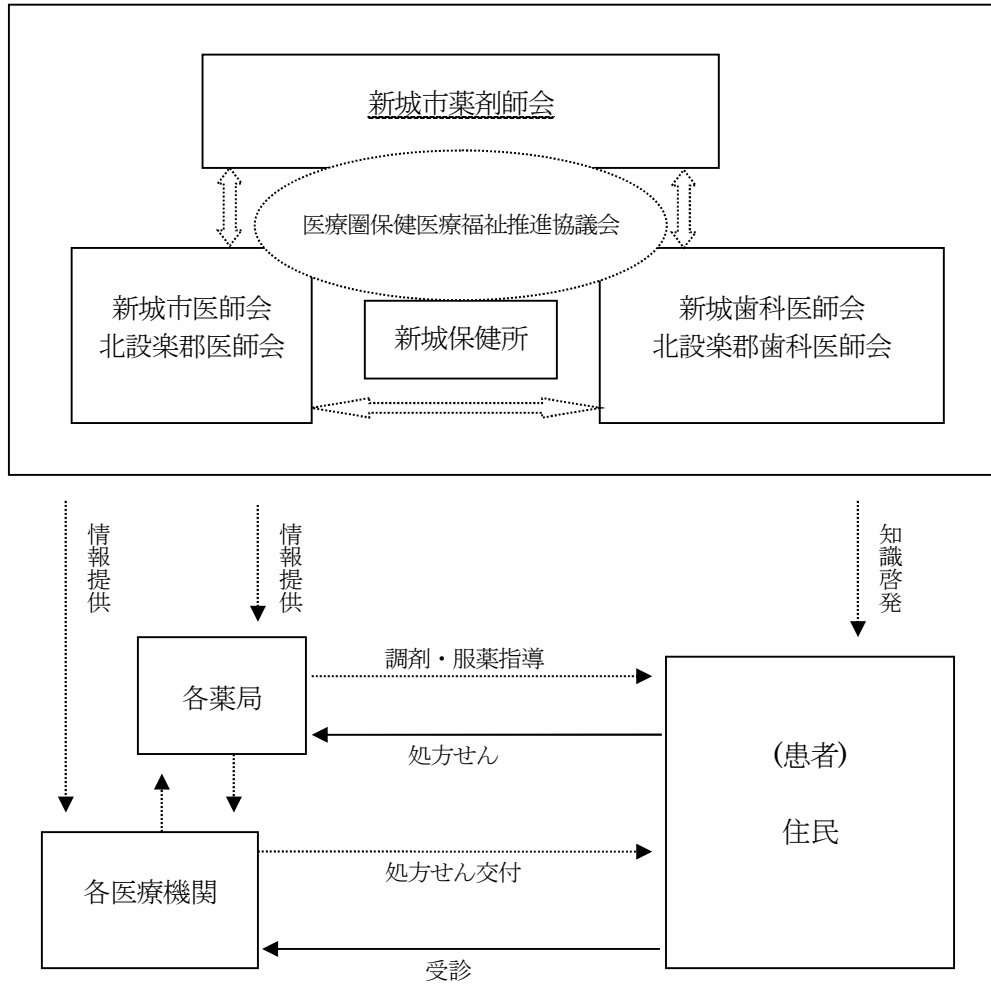 新城市薬剤師会
医療圏保健医療福祉推進協議会
新城市医師会
北設楽郡医師会
新城保健所
新城歯科医師会
北設楽郡歯科医師会
情報提供
情報提供
知識啓発
各薬局
調剤・服薬指導
処方せん
(患者)
住民
各医療機関
処方せん交付
受診